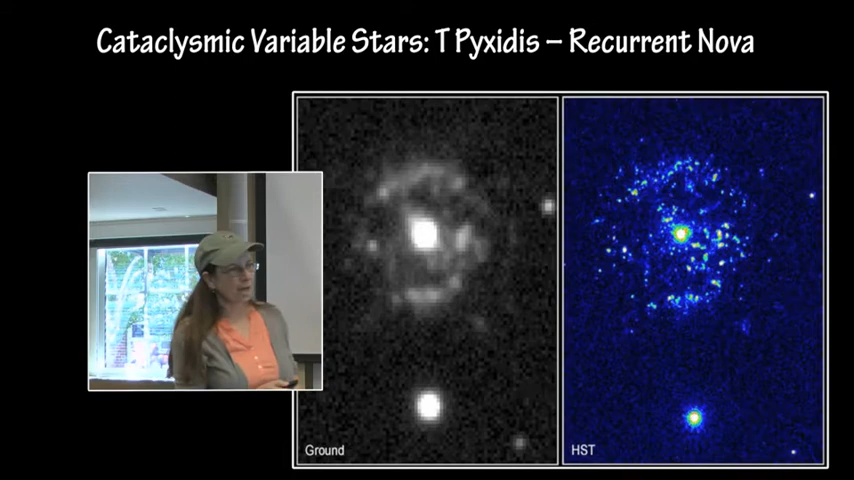 Cataclysmic Variable Stars: T Pyxidis – Recurrent Nova
Ground
HST